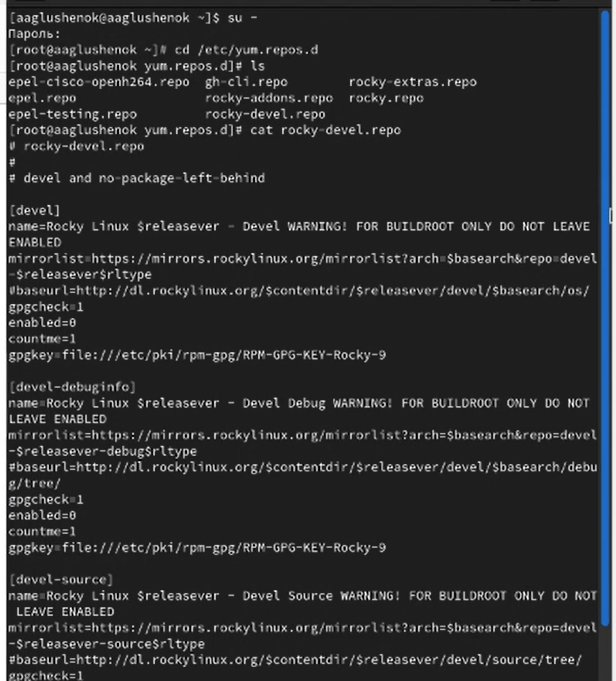 [aaglushenok@aaglushenok ~]$ su -
Пароль:
[root@aaglushenok ~]# cd /etc/yum.repos.d
[root@aaglushenok yum.repos.d]# ls
epel-cisco-openh264.repo  gh-cli.repo        rocky-extras.repo
epel.repo                 rocky-addons.repo  rocky.repo
epel-testing.repo         rocky-devel.repo
[root@aaglushenok yum.repos.d]# cat rocky-devel.repo
# rocky-devel.repo
#
# devel and no-package-left-behind

[devel]
name=Rocky Linux $releasever - Devel WARNING! FOR BUILDROOT ONLY DO NOT LEAVE
ENABLED
mirrorlist=https://mirrors.rockylinux.org/mirrorlist?arch=$basearch&repo=devel
-$releasever$rltype
#baseurl=http://dl.rockylinux.org/$contentdir/$releasever/devel/$basearch/os/
gpgcheck=1
enabled=0
countme=1
gpgkey=file:///etc/pki/rpm-gpg/RPM-GPG-KEY-Rocky-9

[devel-debuginfo]
name=Rocky Linux $releasever - Devel Debug WARNING! FOR BUILDROOT ONLY DO NOT
LEAVE ENABLED
mirrorlist=https://mirrors.rockylinux.org/mirrorlist?arch=$basearch&repo=devel
-$releasever-debug$rltype
#baseurl=http://dl.rockylinux.org/$contentdir/$releasever/devel/$basearch/debu
g/tree/
gpgcheck=1
enabled=0
countme=1
gpgkey=file:///etc/pki/rpm-gpg/RPM-GPG-KEY-Rocky-9

[devel-source]
name=Rocky Linux $releasever - Devel Source WARNING! FOR BUILDROOT ONLY DO NOT
 LEAVE ENABLED
mirrorlist=https://mirrors.rockylinux.org/mirrorlist?arch=$basearch&repo=devel
-$releasever-source$rltype
#baseurl=http://dl.rockylinux.org/$contentdir/$releasever/devel/source/tree/
gpgcheck=1